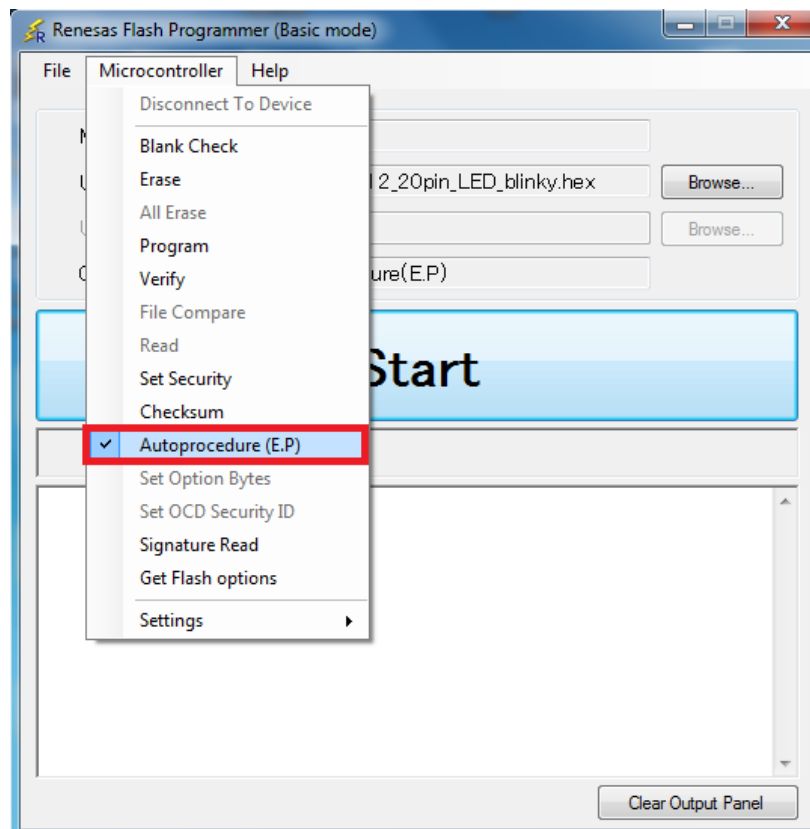 Renesas Flash Programmer (Basic mode)
File Microcontroller Help
Disconnect To Device
Blank Check
Erase
12_20pin_LED_blinky.hex Browse...
All Erase
Browse...
Program
Verify
ure(E.P)
File Compare
Read
Set Security
Start
Checksum
Autoprocedure (E.P)
Set Option Bytes
Set OCD Security ID
Signature Read
Get Flash options
Settings
Clear Output Panel